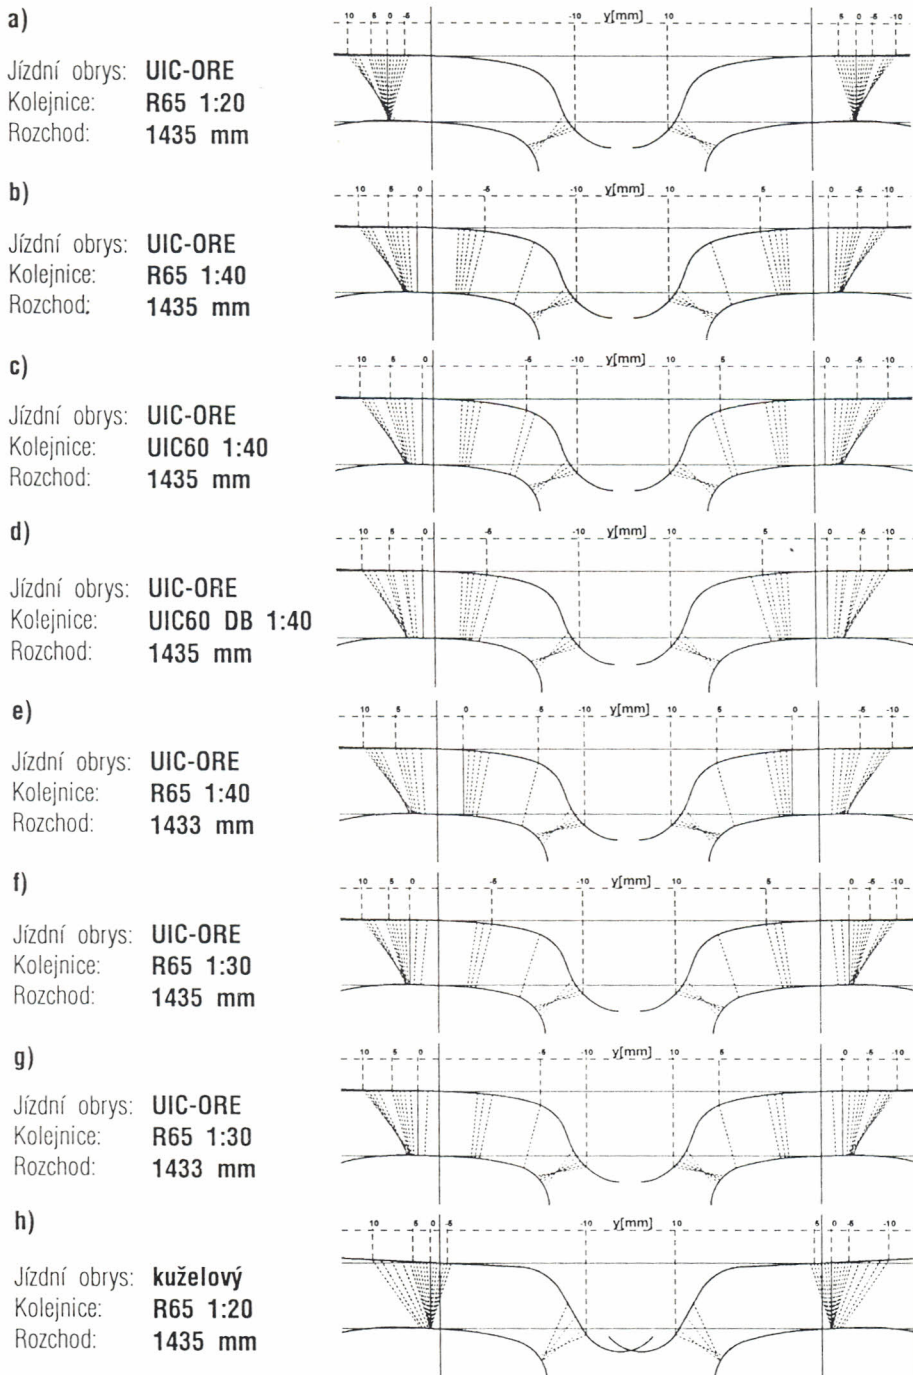 a)
10 5 0 -5 -10 y[mm] 10 5 0 -5 -10
Jízdní obrys: UIC-ORE
Kolejnice: R65 1:20
Rozchod: 1435 mm
b)
10 5 0 -5 -10 y[mm] 10 5 0 -5 -10
Jízdní obrys: UIC-ORE
Kolejnice: R65 1:40
Rozchod: 1435 mm
c)
10 5 0 -5 -10 y[mm] 10 5 0 -5 -10
Jízdní obrys: UIC-ORE
Kolejnice: UIC60 1:40
Rozchod: 1435 mm
d)
10 5 0 -5 -10 y[mm] 10 5 0 -5 -10
Jízdní obrys: UIC-ORE
Kolejnice: UIC60 DB 1:40
Rozchod: 1435 mm
e)
10 5 0 5 -10 y[mm] 10 5 0 -5 -10
Jízdní obrys: UIC-ORE
Kolejnice: R65 1:40
Rozchod: 1433 mm
f)
10 5 0 -5 -10 y[mm] 10 5 0 -5 -10
Jízdní obrys: UIC-ORE
Kolejnice: R65 1:30
Rozchod: 1435 mm
g)
10 5 0 -5 -10 y[mm] 10 5 0 -5 -10
Jízdní obrys: UIC-ORE
Kolejnice: R65 1:30
Rozchod: 1433 mm
h)
10 5 0 -5 -10 y[mm] 10 5 0 -5 -10
Jízdní obrys: kuželový
Kolejnice: R65 1:20
Rozchod: 1435 mm